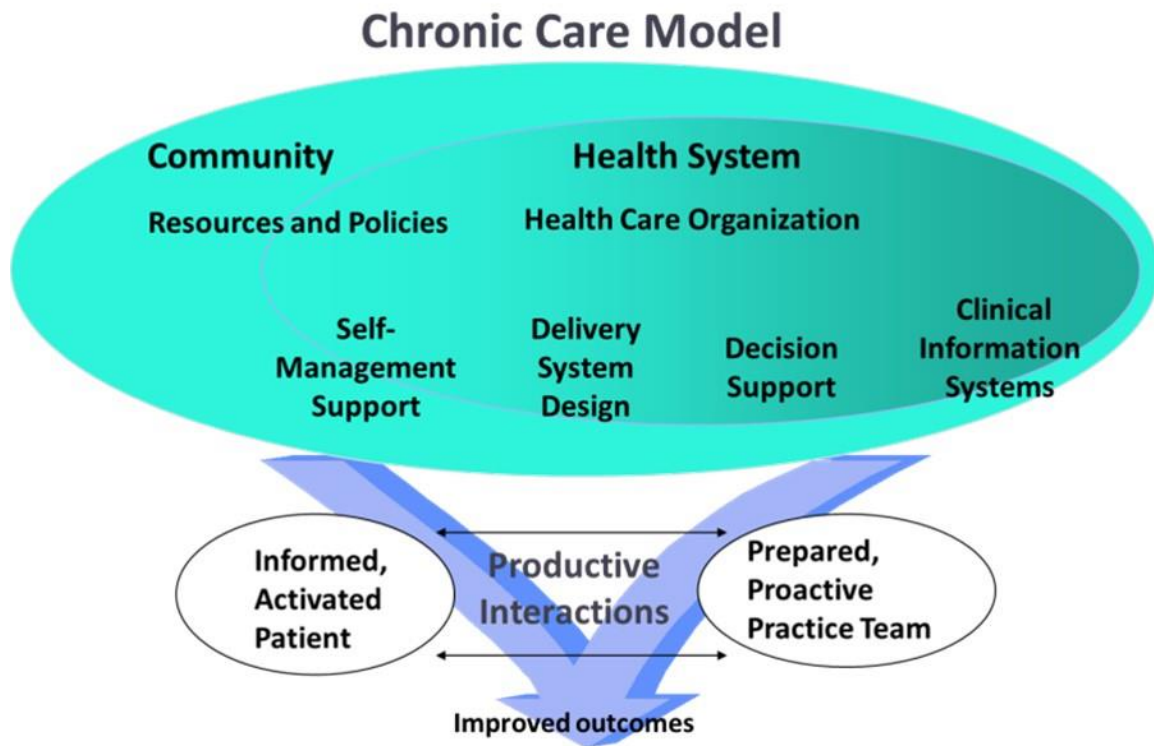 Chronic Care Model
Community
Health System
Resources and Policies
Health Care Organization
Self-
Management
Support
Delivery
System
Design
Decision
Support
Clinical
Information
Systems
Informed,
Activated
Patient
Productive
Interactions
Prepared,
Proactive
Practice Team
Improved outcomes